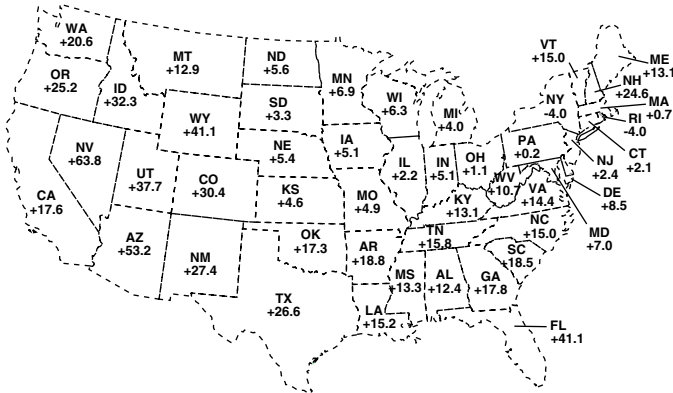 WA
+20.6
OR
+25.2
CA
+17.6
NV
+63.8
ID
+32.3
MT
+12.9
WY
+41.1
UT
+37.7
AZ
+53.2
CO
+30.4
NM
+27.4
ND
+5.6
SD
+3.3
NE
+5.4
KS
+4.6
OK
+17.3
TX
+26.6
MN
+6.9
IA
+5.1
MO
+4.9
AR
+18.8
LA
+15.2
WI
+6.3
IL
+2.2
MI
+4.0
IN
+5.1
OH
+1.1
KY
+13.1
TN
+15.8
MS
+13.3
AL
+12.4
GA
+17.8
FL
+41.1
SC
+18.5
NC
+15.0
VA
+14.4
WV
+10.7
PA
+0.2
NY
-4.0
VT
+15.0
ME
+13.1
NH
+24.6
MA
+0.7
RI
-4.0
CT
+2.1
NJ
+2.4
DE
+8.5
MD
+7.0